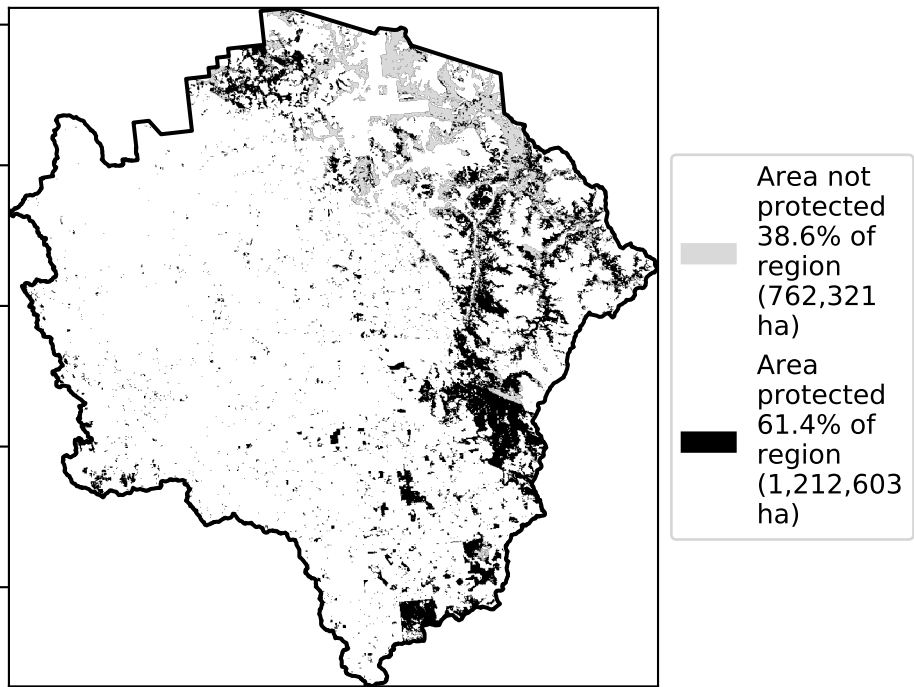 Area not
protected
38.6% of
region
(762,321
ha)
Area
protected
61.4% of
region
(1,212,603
ha)